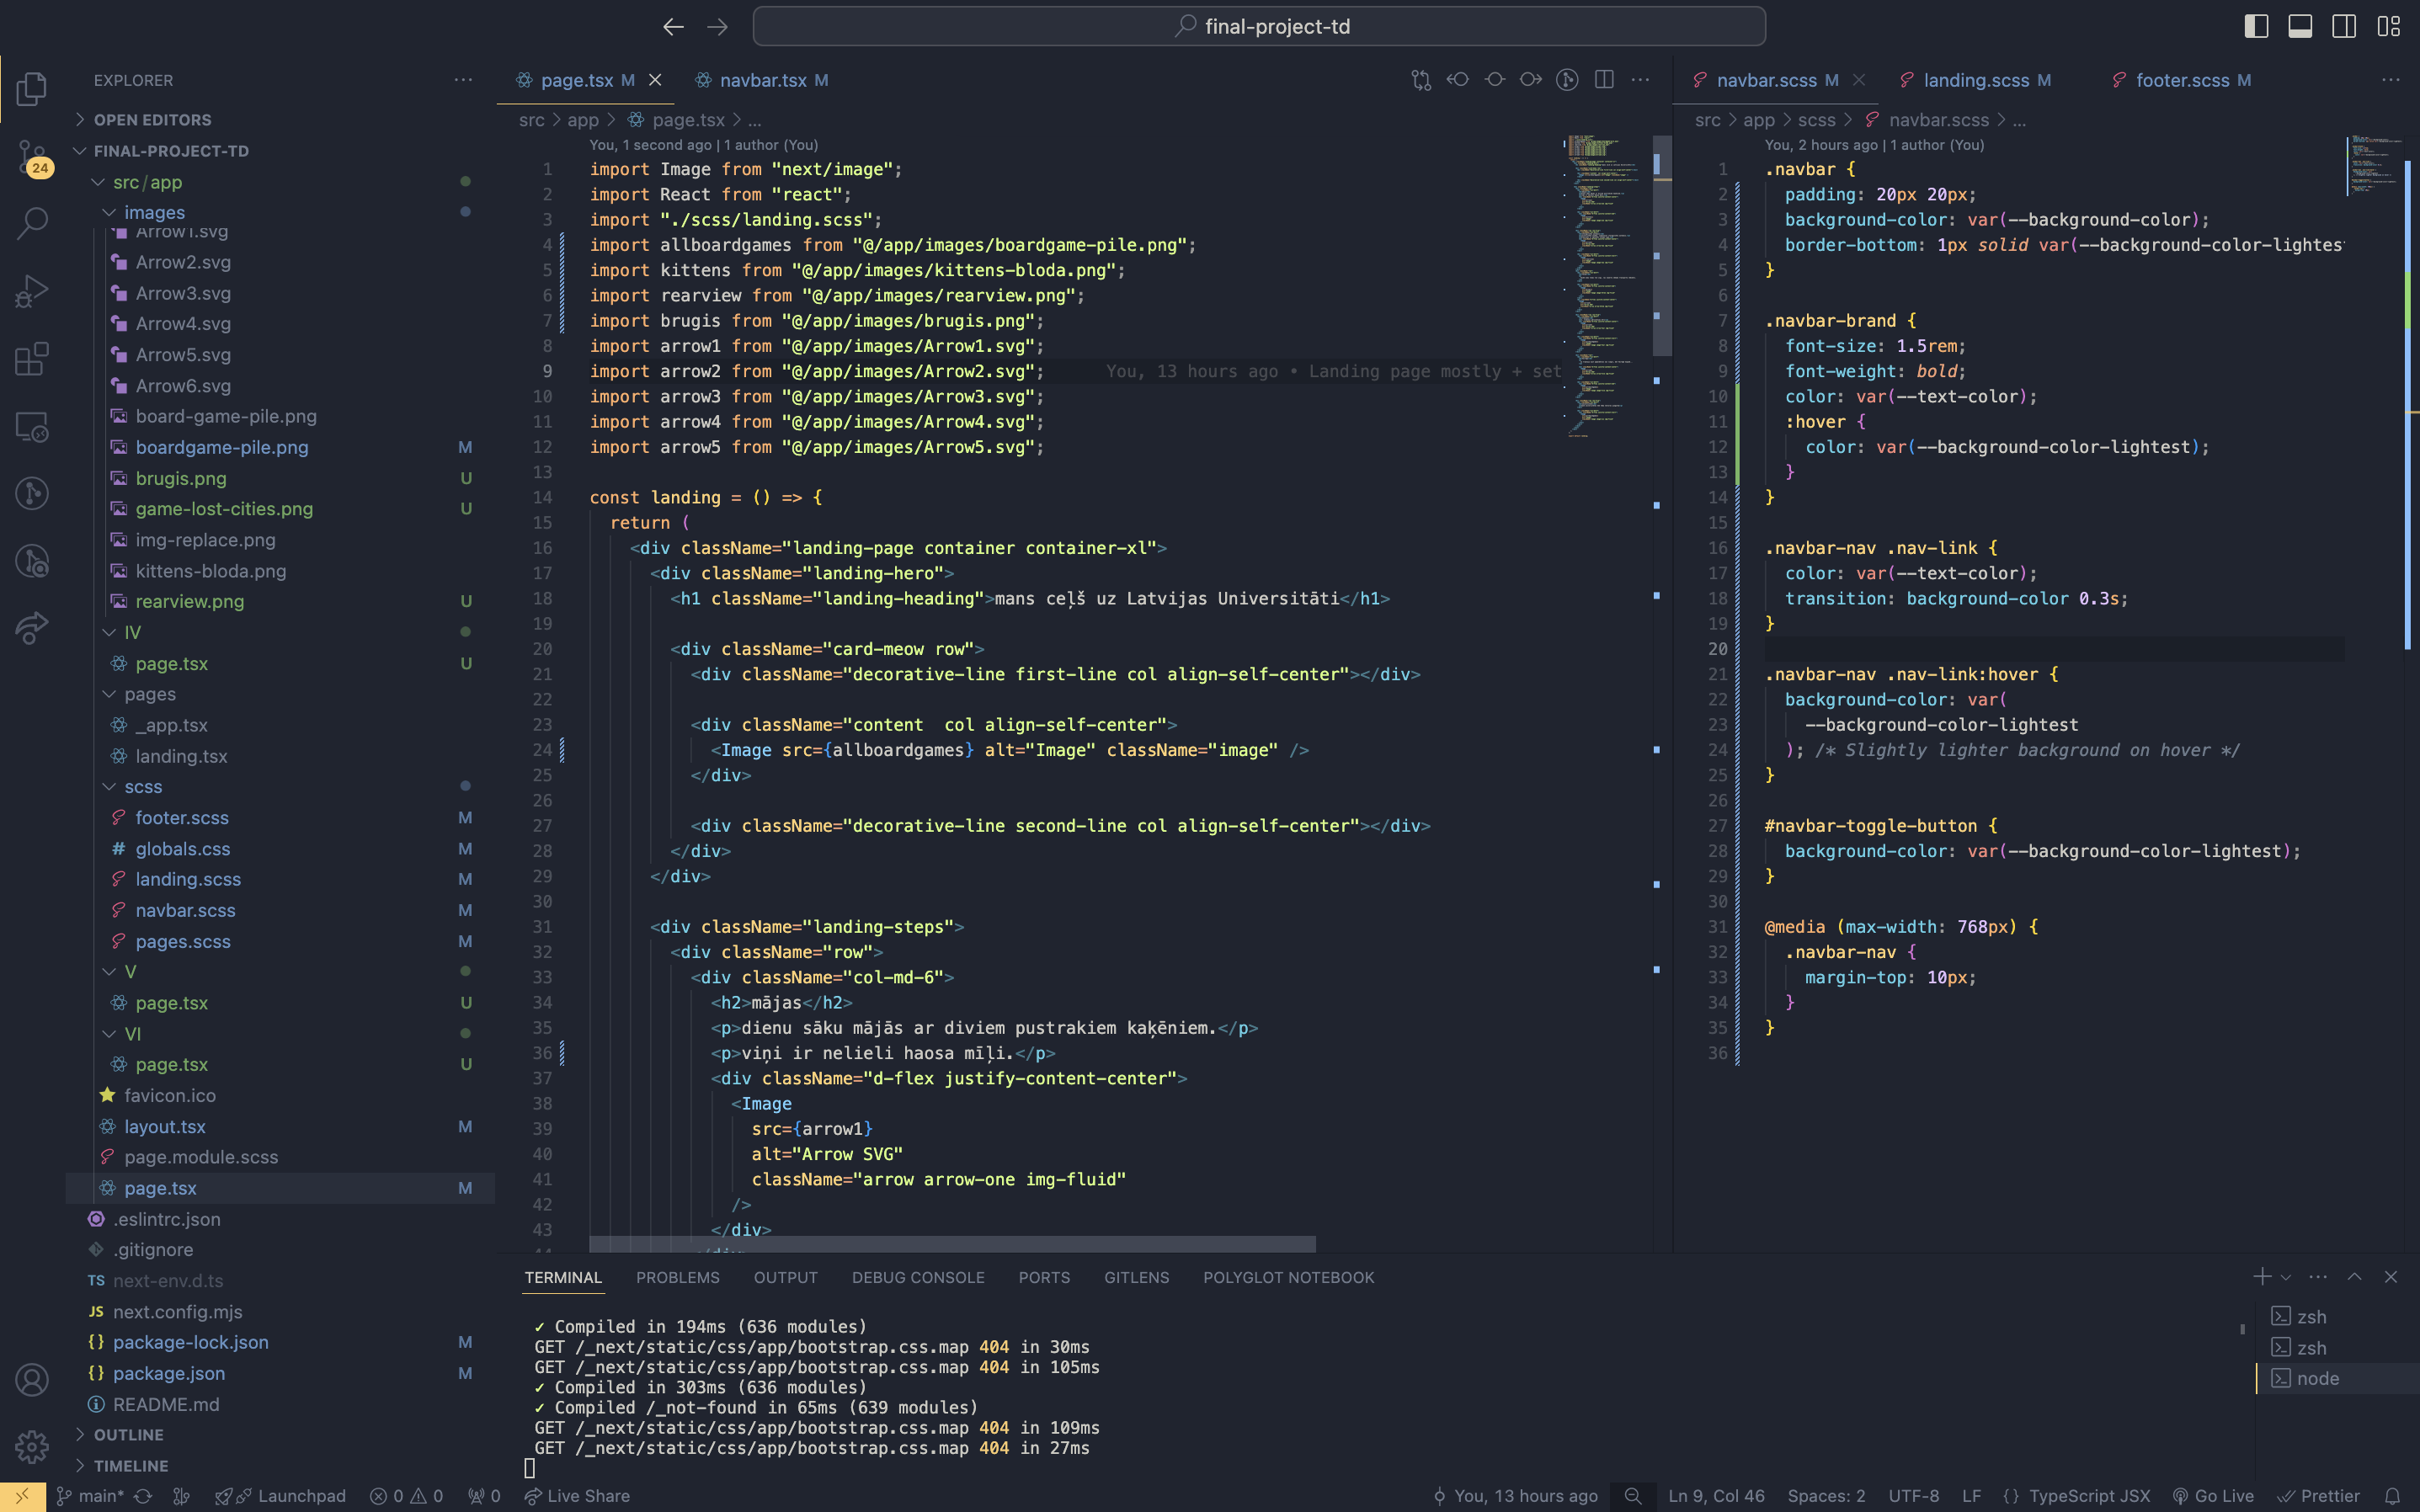 final-project-td
EXPLORER
OPEN EDITORS
FINAL-PROJECT-TD
24
src/app
images
Arrow1.svg
Arrow2.svg
Arrow3.svg
Arrow4.svg
Arrow5.svg
Arrow6.svg
board-game-pile.png
boardgame-pile.png M
brugis.png U
game-lost-cities.png U
img-replace.png
kittens-bloda.png
rearview.png U
IV
page.tsx U
pages
_app.tsx
landing.tsx
scss
footer.scss M
# globals.css M
landing.scss M
navbar.scss M
pages.scss M
V
page.tsx U
VI
page.tsx U
favicon.ico
layout.tsx M
page.module.scss
page.tsx M
.eslintrc.json
.gitignore
TS next-env.d.ts
JS next.config.mjs
{} package-lock.json M
{} package.json M
README.md
OUTLINE
TIMELINE
page.tsx M navbar.tsx M
src > app > page.tsx > ...
You, 1 second ago | 1 author (You)
1 import Image from "next/image";
2 import React from "react";
3 import "./scss/landing.scss";
4 import allboardgames from "@/app/images/boardgame-pile.png";
5 import kittens from "@/app/images/kittens-bloda.png";
6 import rearview from "@/app/images/rearview.png";
7 import brugis from "@/app/images/brugis.png";
8 import arrow1 from "@/app/images/Arrow1.svg";
9 import arrow2 from "@/app/images/Arrow2.svg"; You, 13 hours ago • Landing page mostly + set
10 import arrow3 from "@/app/images/Arrow3.svg";
11 import arrow4 from "@/app/images/Arrow4.svg";
12 import arrow5 from "@/app/images/Arrow5.svg";
13
14 const landing = () => {
15 return (
16 <div className="landing-page container container-xl">
17 <div className="landing-hero">
18 <h1 className="landing-heading">mans ceļš uz Latvijas Universitāti</h1>
19
20 <div className="card-meow row">
21 <div className="decorative-line first-line col align-self-center"></div>
22
23 <div className="content  col align-self-center">
24 <Image src={allboardgames} alt="Image" className="image" />
25 </div>
26
27 <div className="decorative-line second-line col align-self-center"></div>
28 </div>
29 </div>
30
31 <div className="landing-steps">
32 <div className="row">
33 <div className="col-md-6">
34 <h2>mājas</h2>
35 <p>dienu sāku mājās ar diviem pustrakiem kaķēniem.</p>
36 <p>viņi ir nelieli haosa mīļi.</p>
37 <div className="d-flex justify-content-center">
38 <Image
39 src={arrow1}
40 alt="Arrow SVG"
41 className="arrow arrow-one img-fluid"
42 />
43 </div>
44 </div>
navbar.scss M landing.scss M footer.scss M
src > app > scss > navbar.scss > ...
You, 2 hours ago | 1 author (You)
1 .navbar {
2 padding: 20px 20px;
3 background-color: var(--background-color);
4 border-bottom: 1px solid var(--background-color-lightes
5 }
6
7 .navbar-brand {
8 font-size: 1.5rem;
9 font-weight: bold;
10 color: var(--text-color);
11 :hover {
12 color: var(--background-color-lightest);
13 }
14 }
15
16 .navbar-nav .nav-link {
17 color: var(--text-color);
18 transition: background-color 0.3s;
19 }
20
21 .navbar-nav .nav-link:hover {
22 background-color: var(
23 --background-color-lightest
24 ); /* Slightly lighter background on hover */
25 }
26
27 #navbar-toggle-button {
28 background-color: var(--background-color-lightest);
29 }
30
31 @media (max-width: 768px) {
32 .navbar-nav {
33 margin-top: 10px;
34 }
35 }
36
TERMINAL PROBLEMS OUTPUT DEBUG CONSOLE PORTS GITLENS POLYGLOT NOTEBOOK
✓ Compiled in 194ms (636 modules)
GET /_next/static/css/app/bootstrap.css.map 404 in 30ms
GET /_next/static/css/app/bootstrap.css.map 404 in 105ms
✓ Compiled in 303ms (636 modules)
✓ Compiled /_not-found in 65ms (639 modules)
GET /_next/static/css/app/bootstrap.css.map 404 in 109ms
GET /_next/static/css/app/bootstrap.css.map 404 in 27ms
zsh
zsh
node
main* Launchpad 0 0 0 Live Share You, 13 hours ago Ln 9, Col 46 Spaces: 2 UTF-8 LF {} TypeScript JSX Go Live Prettier